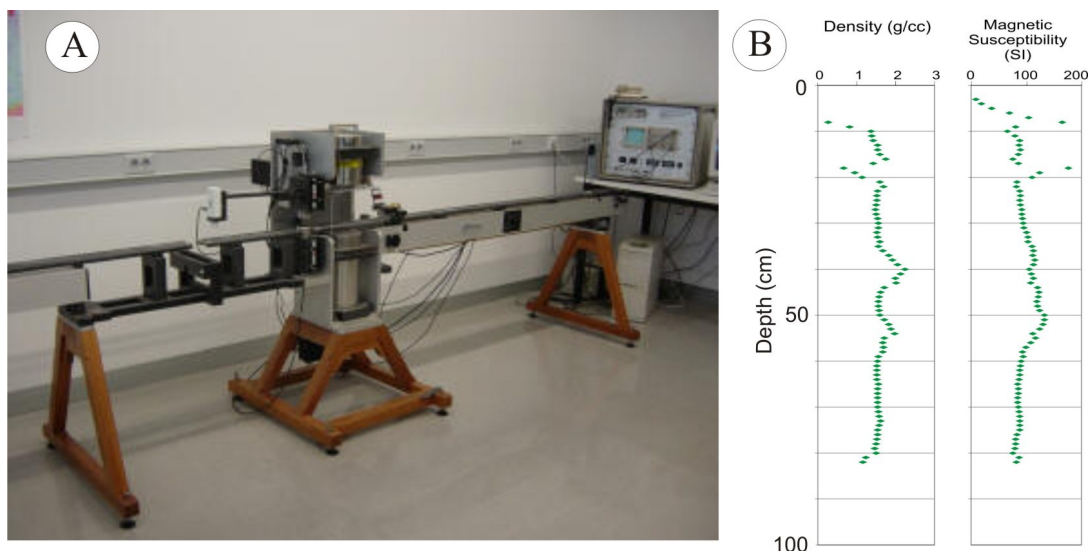 A
B
Density (g/cc)
Magnetic
Susceptibility
(SI)
0 1 2 3
0 100 200
0
50
100
Depth (cm)